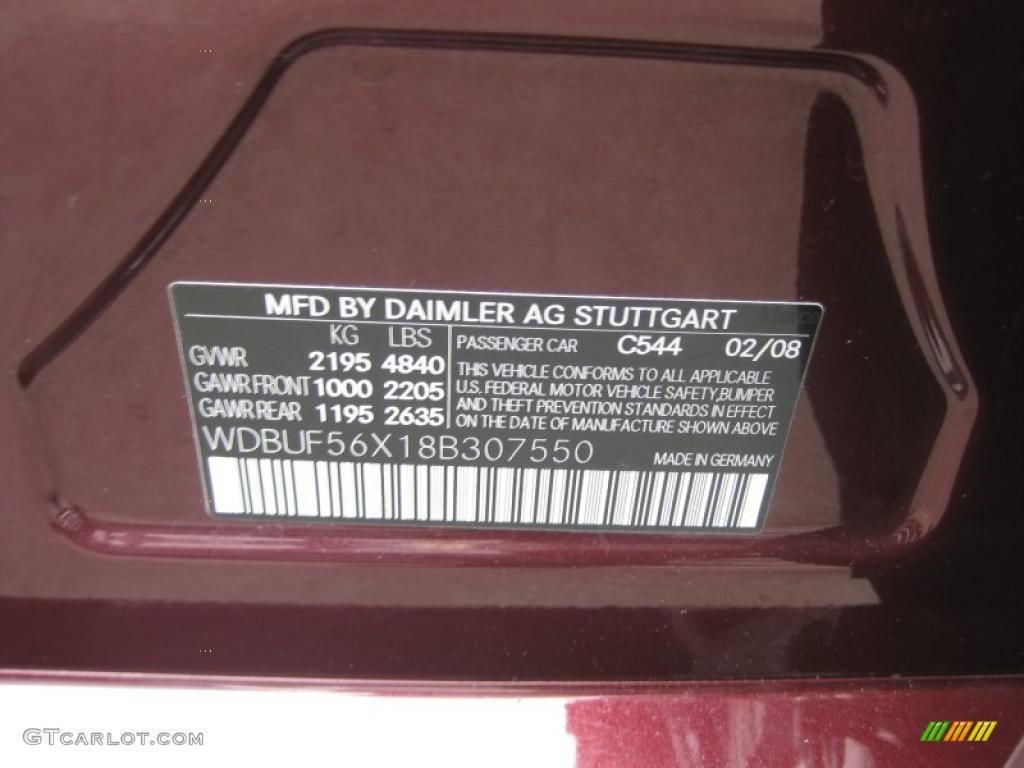 MFD BY DAIMLER AG STUTTGART
KG LBS
GVWR 2195 4840
GAWR FRONT 1000 2205
GAWR REAR 1195 2635
PASSENGER CAR C544 02/08
THIS VEHICLE CONFORMS TO ALL APPLICABLE
U.S. FEDERAL MOTOR VEHICLE SAFETY,BUMPER
AND THEFT PREVENTION STANDARDS IN EFFECT
ON THE DATE OF MANUFACTURE SHOWN ABOVE
WDBUF56X18B307550
MADE IN GERMANY
GTCARLOT.COM